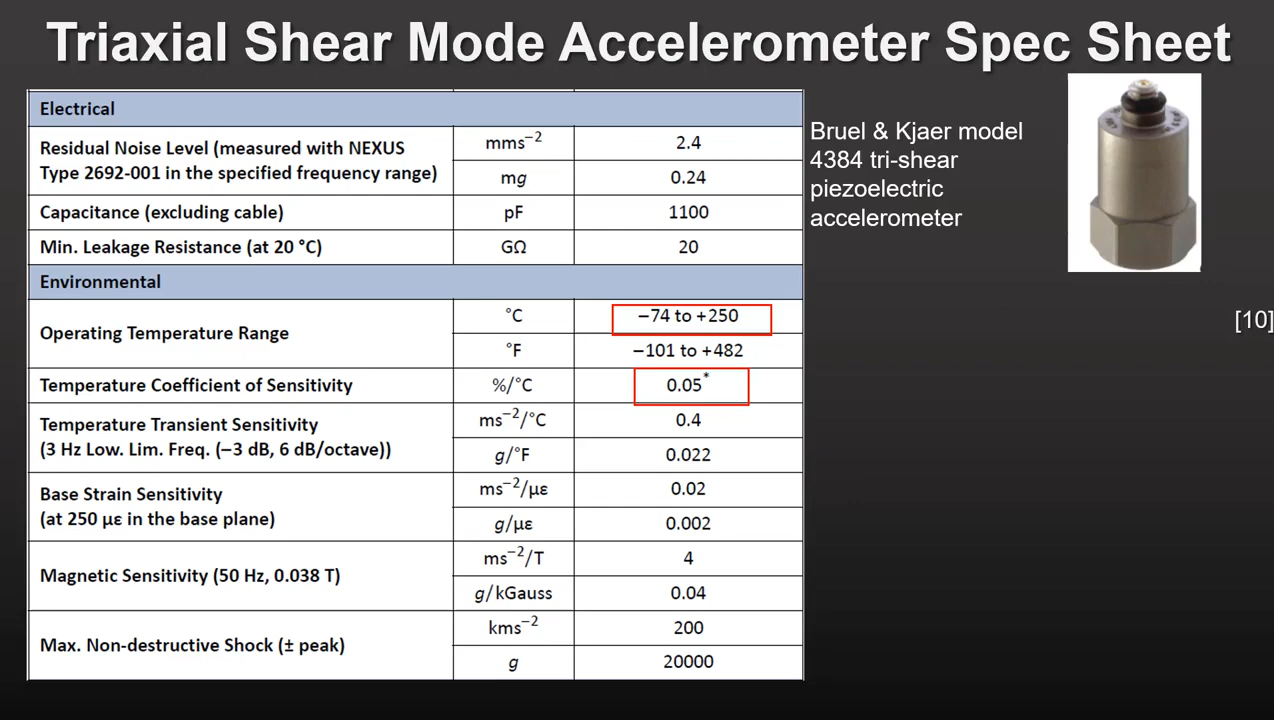 Triaxial Shear Mode Accelerometer Spec Sheet
Electrical
Residual Noise Level (measured with NEXUS
Type 2692-001 in the specified frequency range)
mms⁻² 2.4
mg 0.24
Capacitance (excluding cable) pF 1100
Min. Leakage Resistance (at 20 °C) GΩ 20
Environmental
Operating Temperature Range
°C −74 to +250
°F −101 to +482
Temperature Coefficient of Sensitivity %/°C 0.05*
Temperature Transient Sensitivity
(3 Hz Low. Lim. Freq. (−3 dB, 6 dB/octave))
ms⁻²/°C 0.4
g/°F 0.022
Base Strain Sensitivity
(at 250 με in the base plane)
ms⁻²/με 0.02
g/με 0.002
Magnetic Sensitivity (50 Hz, 0.038 T)
ms⁻²/T 4
g/kGauss 0.04
Max. Non-destructive Shock (± peak)
kms⁻² 200
g 20000
Bruel & Kjaer model
4384 tri-shear
piezoelectric
accelerometer
[10]